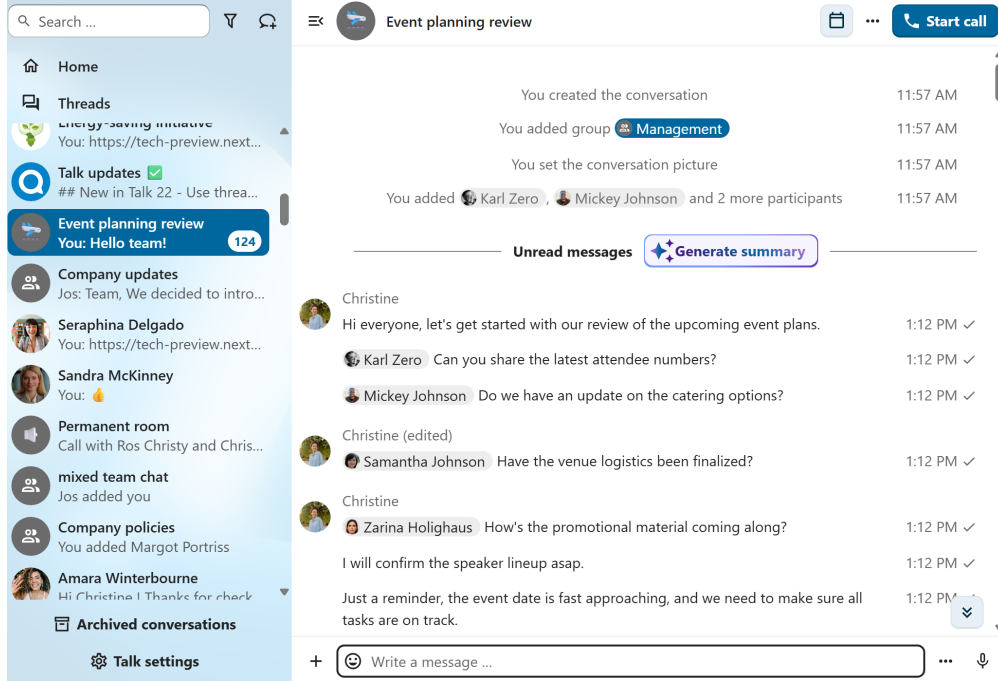 Search ...
Home
Threads
Energy-saving initiative
You: https://tech-preview.next...
Talk updates ✅
## New in Talk 22 - Use threa...
Event planning review
You: Hello team!
124
Company updates
Jos: Team, We decided to intro...
Seraphina Delgado
You: https://tech-preview.next...
Sandra McKinney
You: 👍
Permanent room
Call with Ros Christy and Chris...
mixed team chat
Jos added you
Company policies
You added Margot Portriss
Amara Winterbourne
Hi Christine ! Thanks for check
Archived conversations
Talk settings
Event planning review
Start call
You created the conversation 11:57 AM
You added group Management 11:57 AM
You set the conversation picture 11:57 AM
You added Karl Zero , Mickey Johnson and 2 more participants 11:57 AM
Unread messages Generate summary
Christine
Hi everyone, let's get started with our review of the upcoming event plans. 1:12 PM
Karl Zero Can you share the latest attendee numbers? 1:12 PM
Mickey Johnson Do we have an update on the catering options? 1:12 PM
Christine (edited)
Samantha Johnson Have the venue logistics been finalized? 1:12 PM
Christine
Zarina Holighaus How's the promotional material coming along? 1:12 PM
I will confirm the speaker lineup asap. 1:12 PM
Just a reminder, the event date is fast approaching, and we need to make sure all 1:12 PM
tasks are on track.
Write a message ...